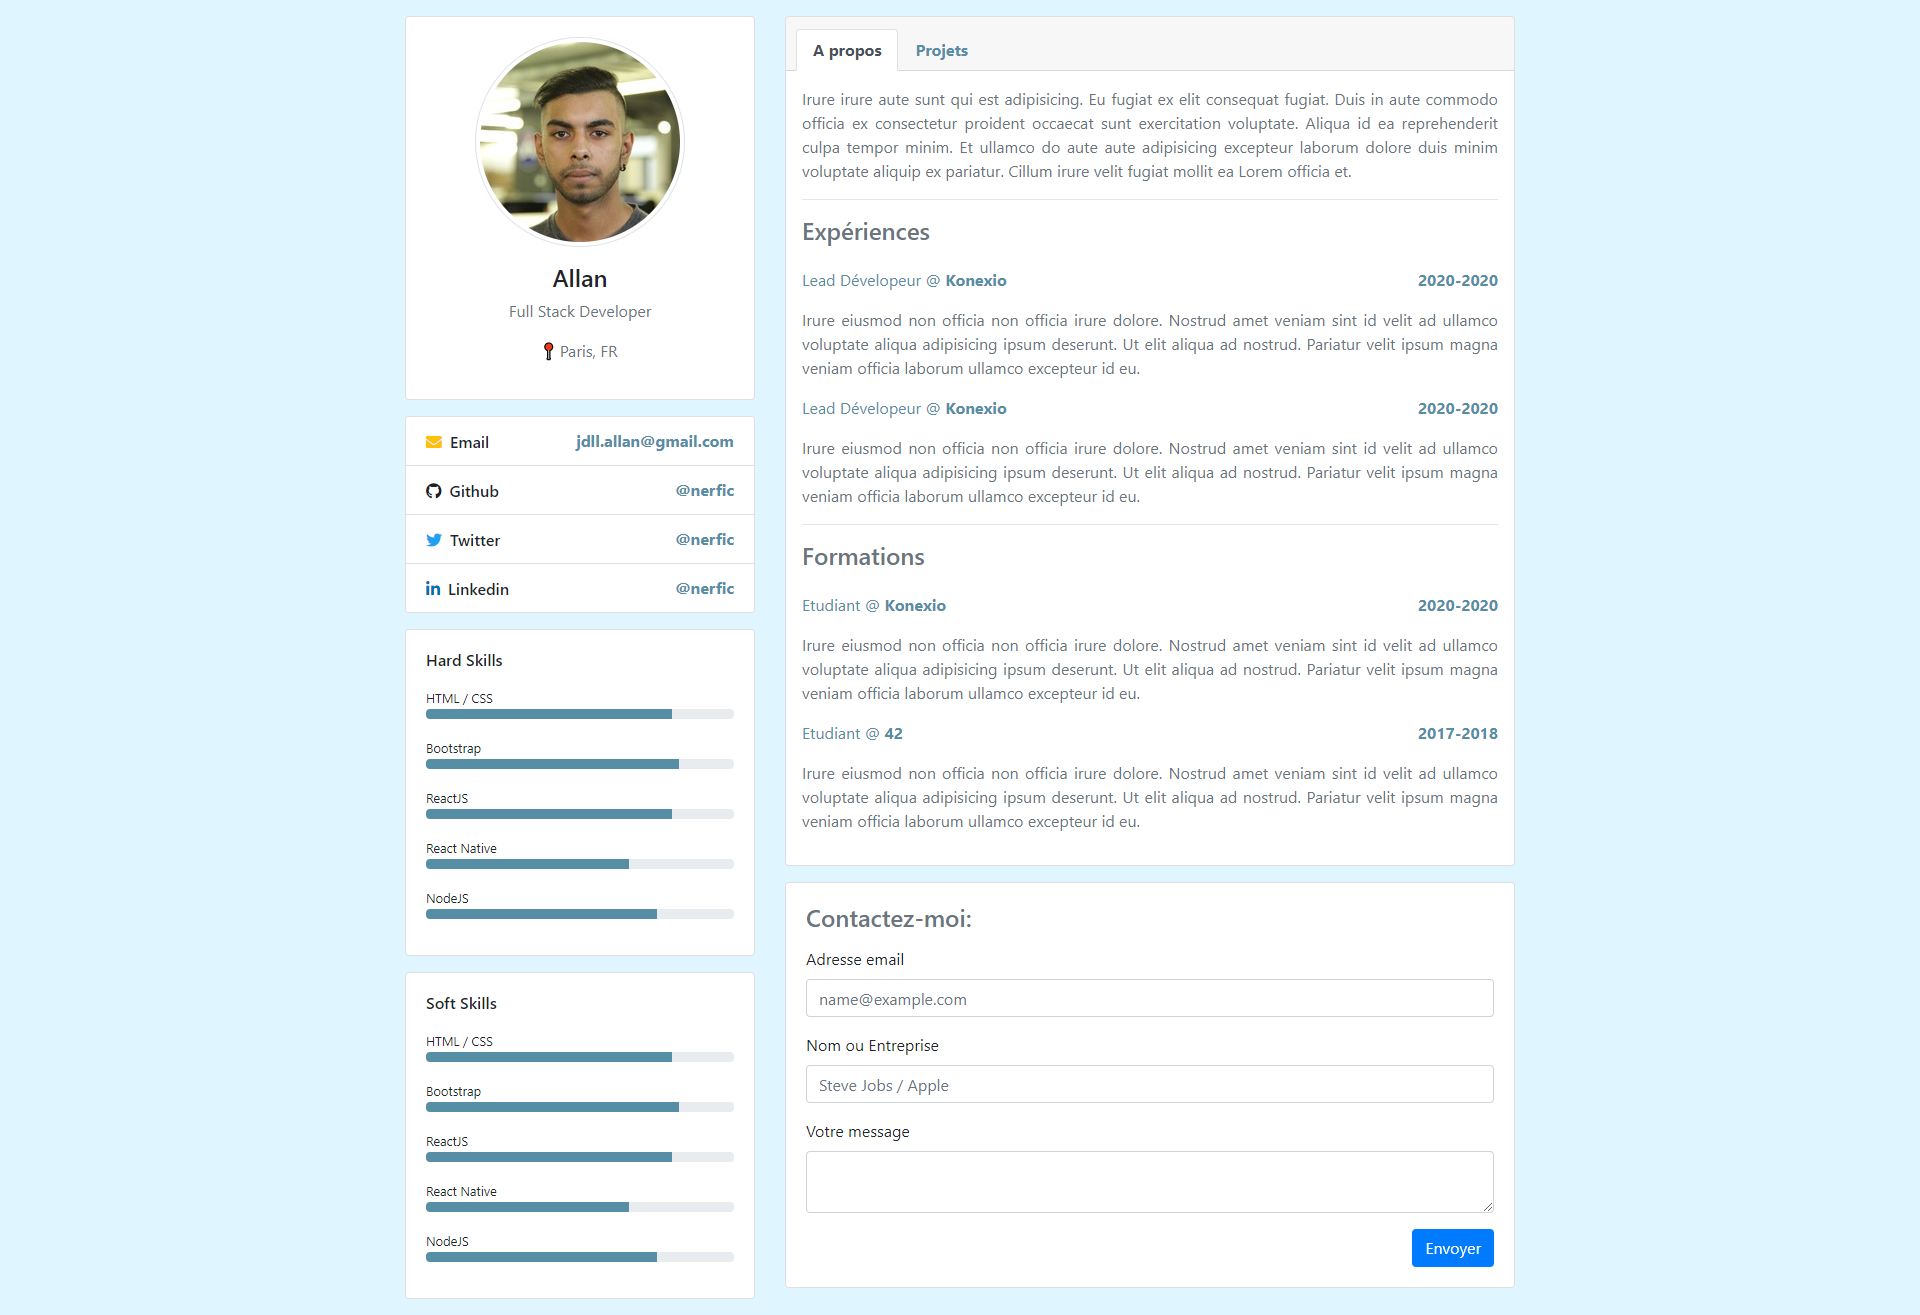 Allan
Full Stack Developer
Paris, FR
Email jdll.allan@gmail.com
Github @nerfic
Twitter @nerfic
Linkedin @nerfic
Hard Skills
HTML / CSS
Bootstrap
ReactJS
React Native
NodeJS
Soft Skills
HTML / CSS
Bootstrap
ReactJS
React Native
NodeJS
A propos Projets
Irure irure aute sunt qui est adipisicing. Eu fugiat ex elit consequat fugiat. Duis in aute commodo
officia ex consectetur proident occaecat sunt exercitation voluptate. Aliqua id ea reprehenderit
culpa tempor minim. Et ullamco do aute aute adipisicing excepteur laborum dolore duis minim
voluptate aliquip ex pariatur. Cillum irure velit fugiat mollit ea Lorem officia et.
Expériences
Lead Dévelopeur @ Konexio 2020-2020
Irure eiusmod non officia non officia irure dolore. Nostrud amet veniam sint id velit ad ullamco
voluptate aliqua adipisicing ipsum deserunt. Ut elit aliqua ad nostrud. Pariatur velit ipsum magna
veniam officia laborum ullamco excepteur id eu.
Lead Dévelopeur @ Konexio 2020-2020
Irure eiusmod non officia non officia irure dolore. Nostrud amet veniam sint id velit ad ullamco
voluptate aliqua adipisicing ipsum deserunt. Ut elit aliqua ad nostrud. Pariatur velit ipsum magna
veniam officia laborum ullamco excepteur id eu.
Formations
Etudiant @ Konexio 2020-2020
Irure eiusmod non officia non officia irure dolore. Nostrud amet veniam sint id velit ad ullamco
voluptate aliqua adipisicing ipsum deserunt. Ut elit aliqua ad nostrud. Pariatur velit ipsum magna
veniam officia laborum ullamco excepteur id eu.
Etudiant @ 42 2017-2018
Irure eiusmod non officia non officia irure dolore. Nostrud amet veniam sint id velit ad ullamco
voluptate aliqua adipisicing ipsum deserunt. Ut elit aliqua ad nostrud. Pariatur velit ipsum magna
veniam officia laborum ullamco excepteur id eu.
Contactez-moi:
Adresse email
name@example.com
Nom ou Entreprise
Steve Jobs / Apple
Votre message
Envoyer